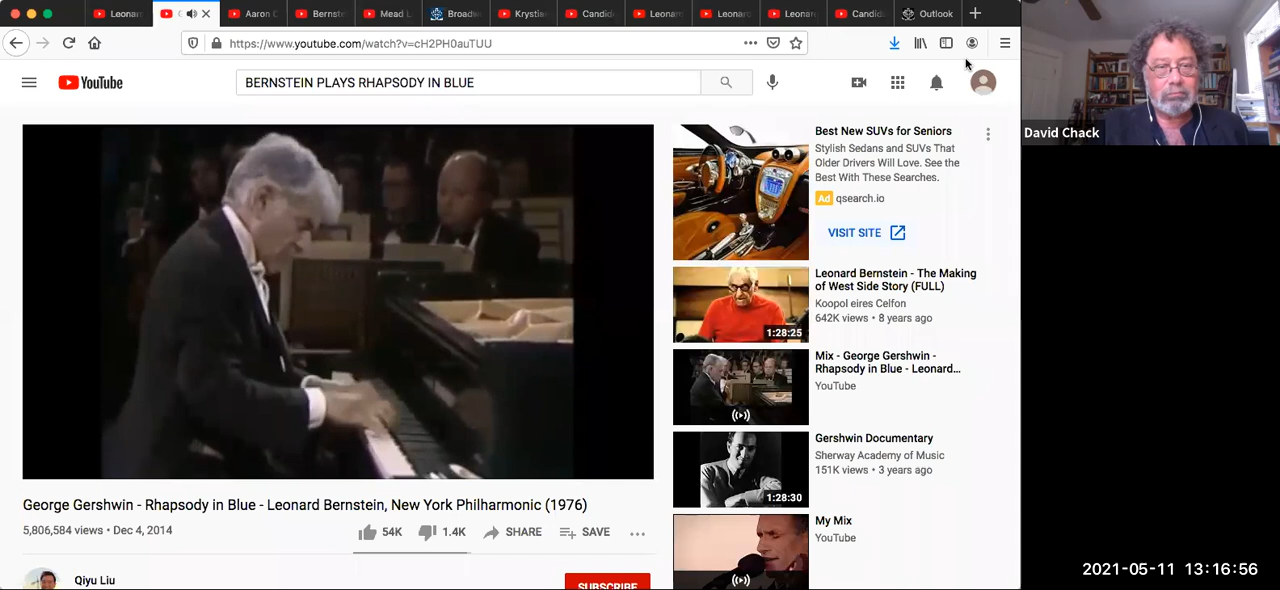 Leonar
Aaron C
Bernste
Mead L
Broadw
Krystia
Candid
Leonar
Leonar
Leonar
Candid
Outlook
https://www.youtube.com/watch?v=cH2PH0auTUU
YouTube
BERNSTEIN PLAYS RHAPSODY IN BLUE
David Chack
Best New SUVs for Seniors
Stylish Sedans and SUVs That
Older Drivers Will Love. See the
Best With These Searches.
Ad qsearch.io
VISIT SITE
Leonard Bernstein - The Making
of West Side Story (FULL)
Koopol eires Celfon
642K views • 8 years ago
1:28:25
Mix - George Gershwin -
Rhapsody in Blue - Leonard...
YouTube
Gershwin Documentary
Sherway Academy of Music
151K views • 3 years ago
1:28:30
My Mix
YouTube
George Gershwin - Rhapsody in Blue - Leonard Bernstein, New York Philharmonic (1976)
5,806,584 views • Dec 4, 2014
54K
1.4K
SHARE
SAVE
Qiyu Liu
SUBSCRIBE
2021-05-11 13:16:56